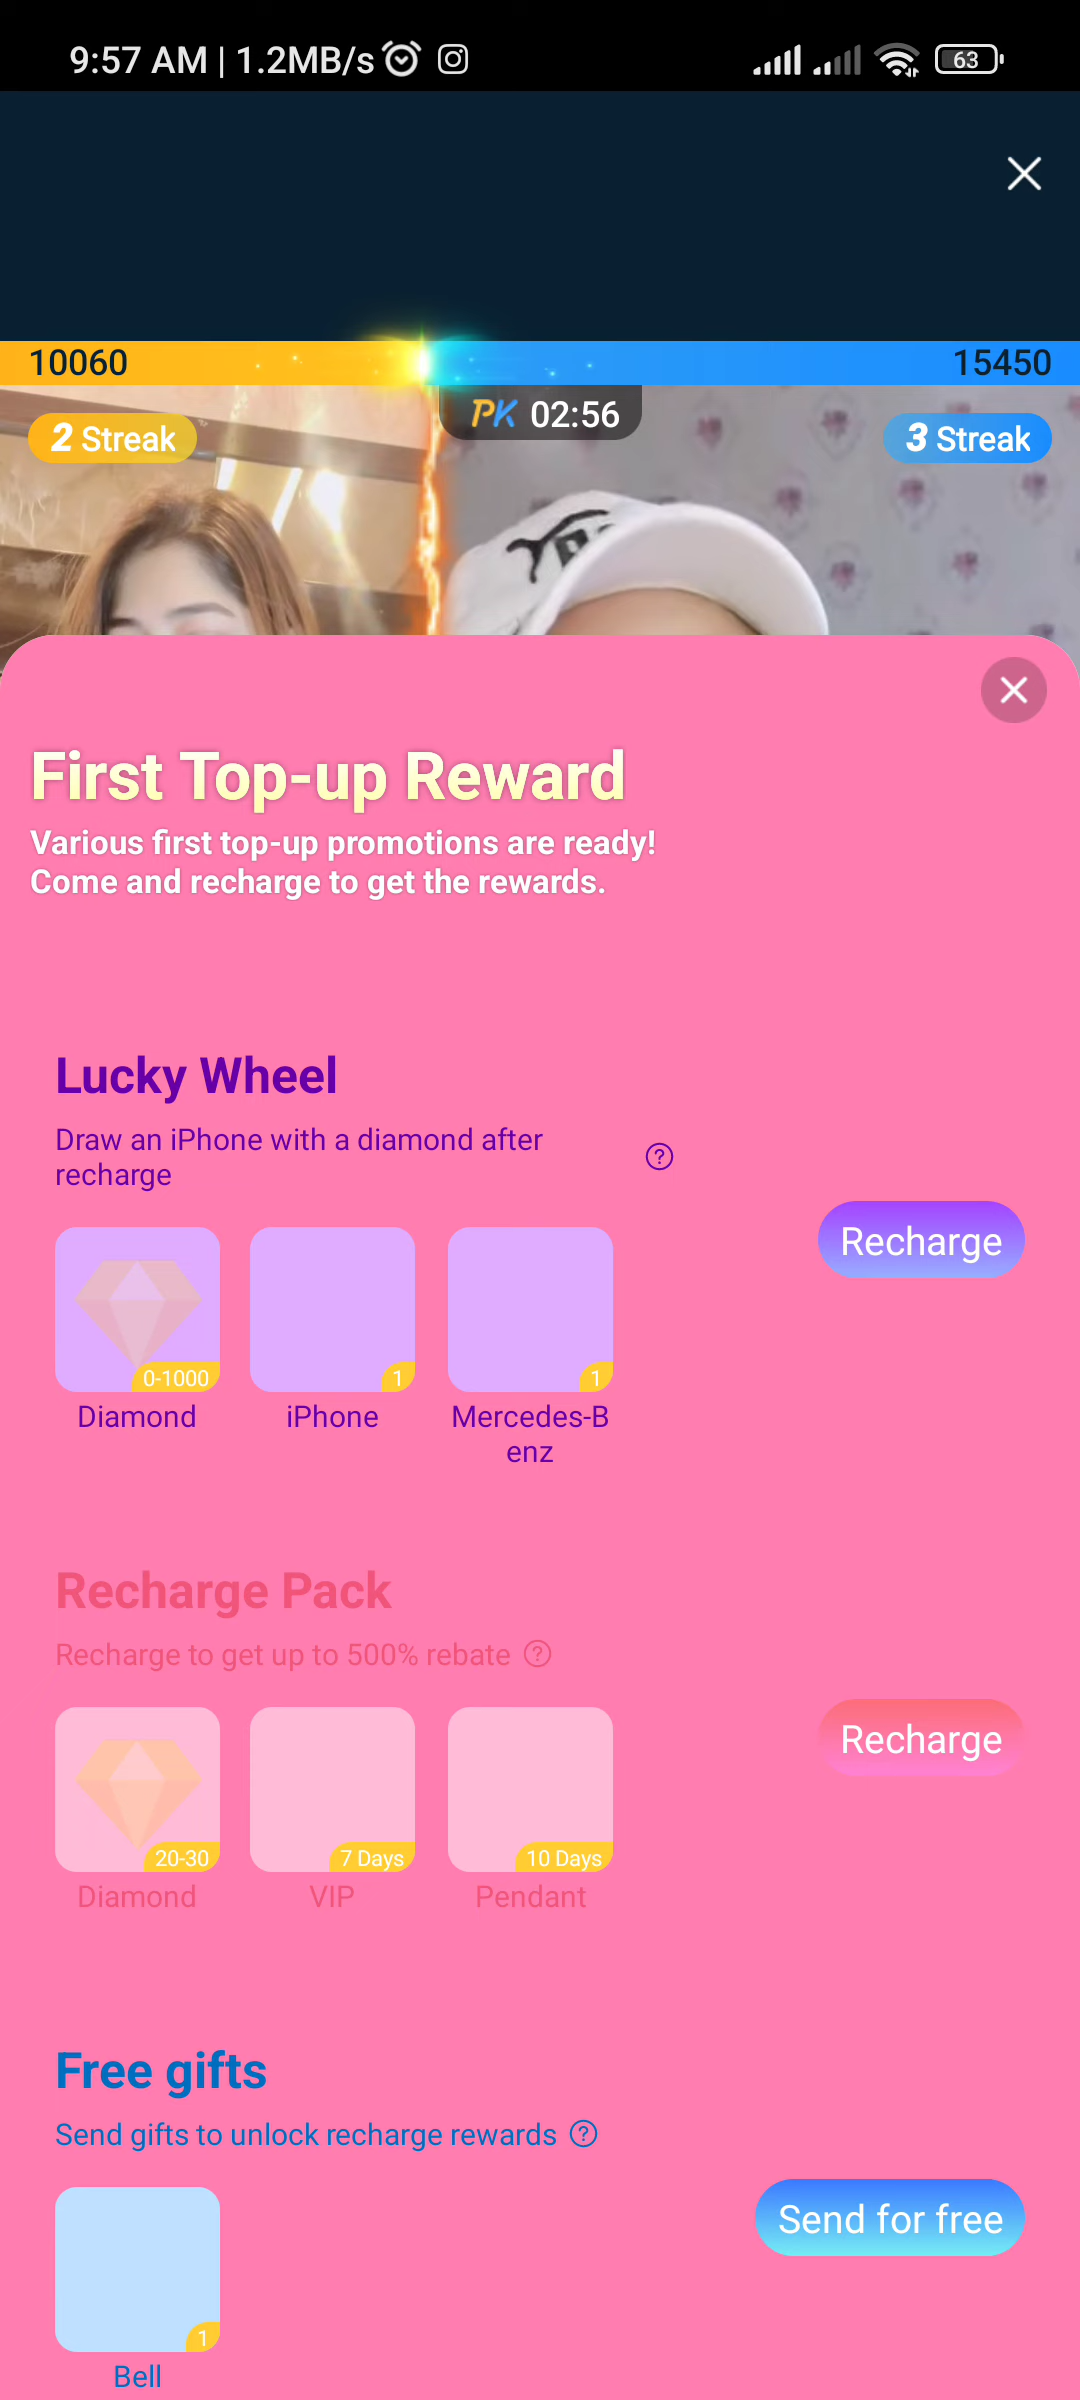 9:57 AM | 1.2MB/s
63
10060
15450
PK 02:56
2 Streak
3 Streak
First Top-up Reward
Various first top-up promotions are ready!
Come and recharge to get the rewards.
Lucky Wheel
Draw an iPhone with a diamond after
recharge
Recharge
0-1000
1
1
Diamond
iPhone
Mercedes-B
enz
Recharge Pack
Recharge to get up to 500% rebate
Recharge
20-30
7 Days
10 Days
Diamond
VIP
Pendant
Free gifts
Send gifts to unlock recharge rewards
Send for free
1
Bell